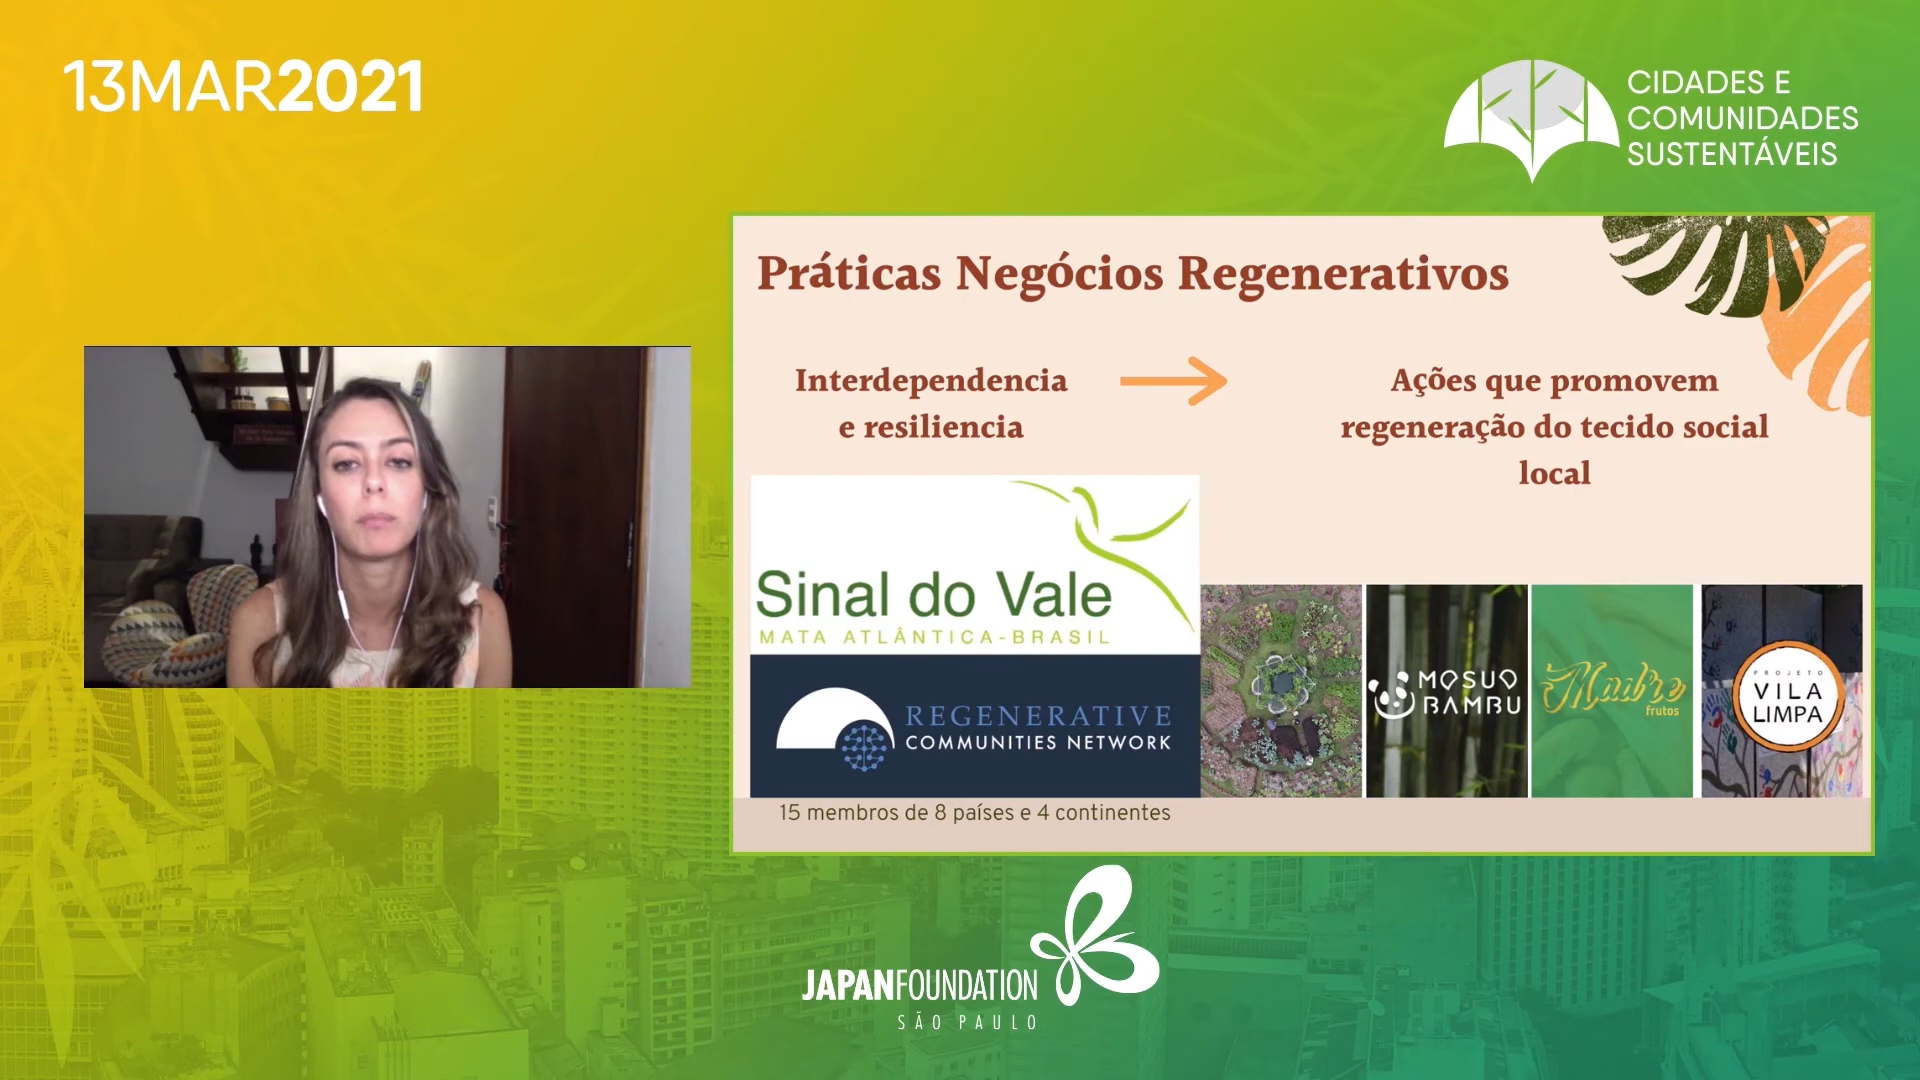 13MAR2021
CIDADES E
COMUNIDADES
SUSTENTÁVEIS
Práticas Negócios Regenerativos
Interdependencia
e resiliencia
Ações que promovem
regeneração do tecido social
local
Sinal do Vale
MATA ATLÂNTICA-BRASIL
REGENERATIVE
COMMUNITIES NETWORK
MOSUO
BAMBU
Madre
frutos
PROJETO
VILA
LIMPA
15 membros de 8 países e 4 continentes
JAPANFOUNDATION
SÃO PAULO